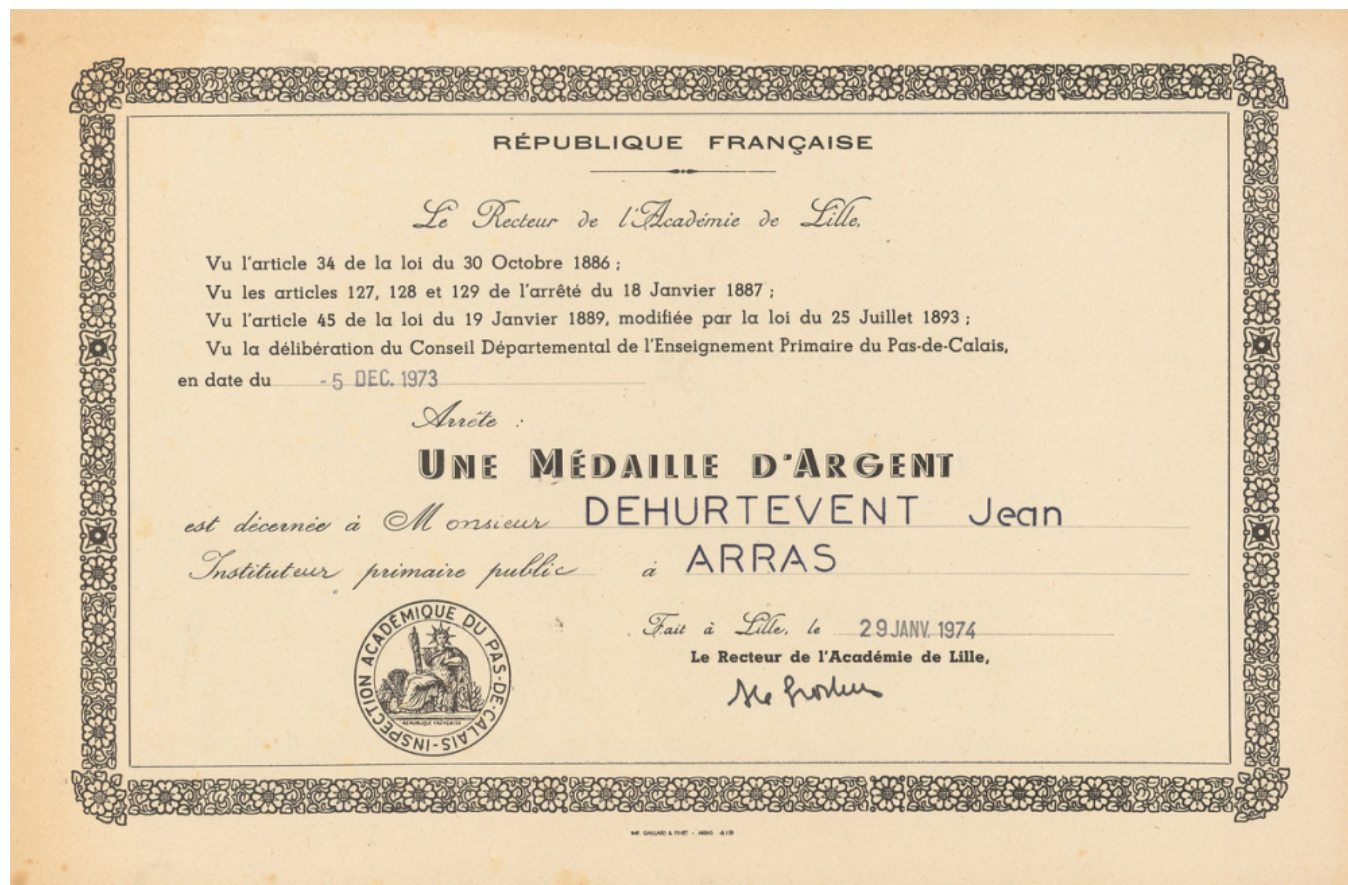 RÉPUBLIQUE FRANÇAISE
Le Recteur de l'Académie de Lille,
Vu l'article 34 de la loi du 30 Octobre 1886 ;
Vu les articles 127, 128 et 129 de l'arrêté du 18 Janvier 1887 ;
Vu l'article 45 de la loi du 19 Janvier 1889, modifiée par la loi du 25 Juillet 1893 ;
Vu la délibération du Conseil Départemental de l'Enseignement Primaire du Pas-de-Calais,
en date du - 5 DEC. 1973
Arrête :
UNE MÉDAILLE D'ARGENT
est décernée à Monsieur DEHURTEVENT Jean
Instituteur primaire public à ARRAS
INSPECTION ACADÉMIQUE DU PAS-DE-CALAIS-
RÉPUBLIQUE FRANÇAISE
Fait à Lille, le 29 JANV. 1974
Le Recteur de l'Académie de Lille,
IMP. - ARRAS